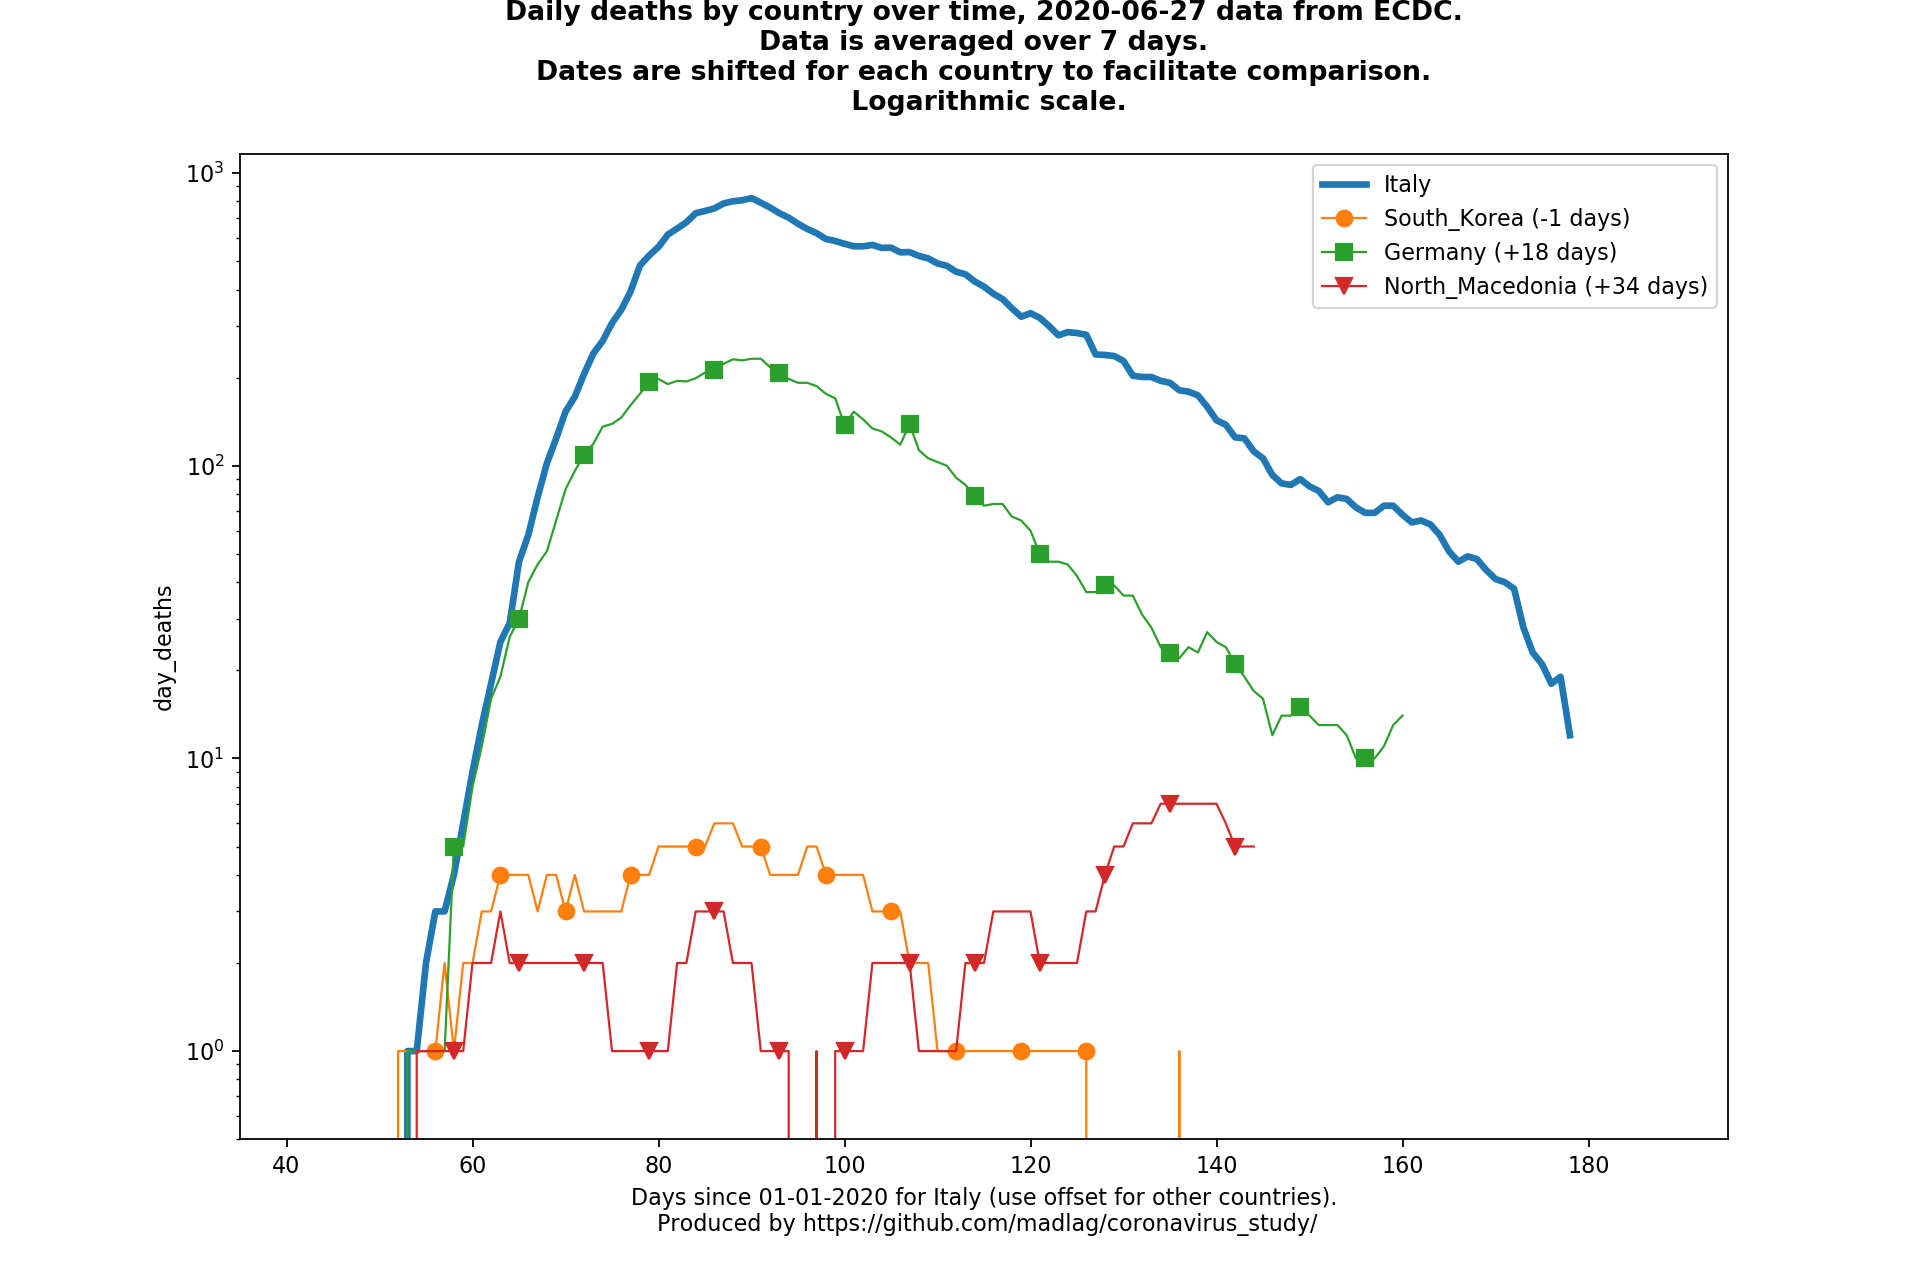 Daily deaths by country over time, 2020-06-27 data from ECDC.
Data is averaged over 7 days.
Dates are shifted for each country to facilitate comparison.
Logarithmic scale.
10³
10²
10¹
10⁰
day_deaths
Italy
South_Korea (-1 days)
Germany (+18 days)
North_Macedonia (+34 days)
40 60 80 100 120 140 160 180
Days since 01-01-2020 for Italy (use offset for other countries).
Produced by https://github.com/madlag/coronavirus_study/